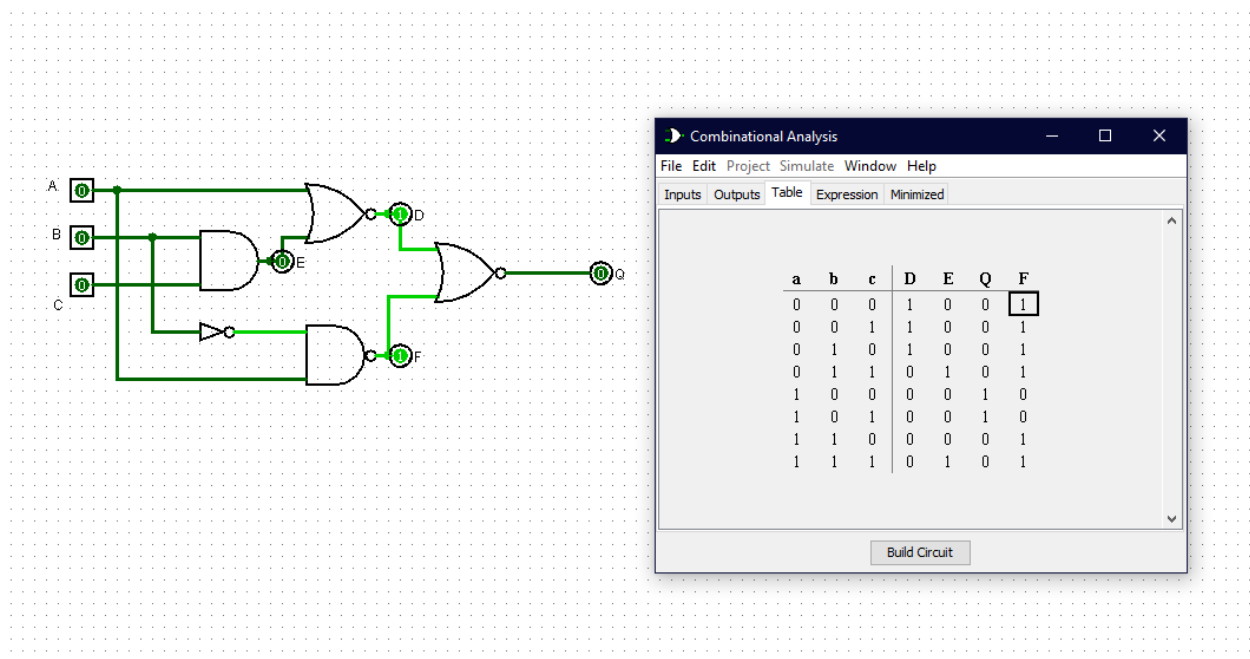 A
0
B
0
C
0
0
E
1
D
1
F
0
Q
Combinational Analysis
File Edit Project Simulate Window Help
Inputs Outputs Table Expression Minimized
a b c D E Q F
0 0 0 1 0 0 1
0 0 1 1 0 0 1
0 1 0 1 0 0 1
0 1 1 0 1 0 1
1 0 0 0 0 1 0
1 0 1 0 0 1 0
1 1 0 0 0 0 1
1 1 1 0 1 0 1
Build Circuit